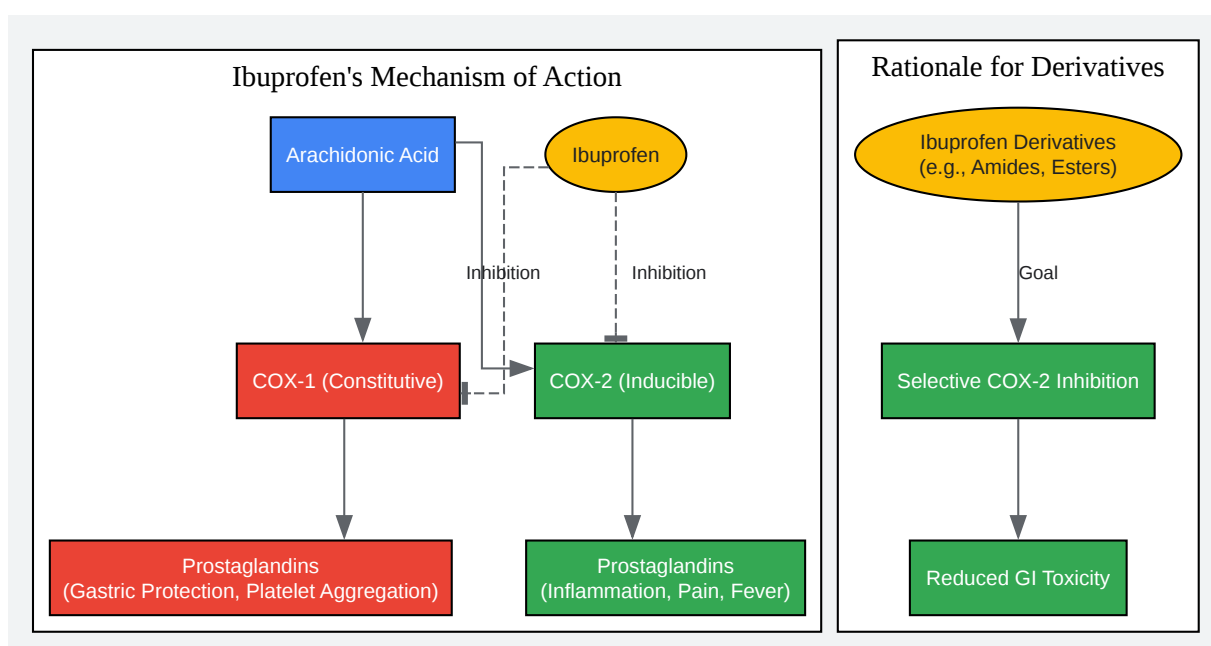 Ibuprofen's Mechanism of Action
Arachidonic Acid
Ibuprofen
Inhibition
Inhibition
COX-1 (Constitutive)
COX-2 (Inducible)
Prostaglandins
(Gastric Protection, Platelet Aggregation)
Prostaglandins
(Inflammation, Pain, Fever)
Rationale for Derivatives
Ibuprofen Derivatives
(e.g., Amides, Esters)
Goal
Selective COX-2 Inhibition
Reduced GI Toxicity